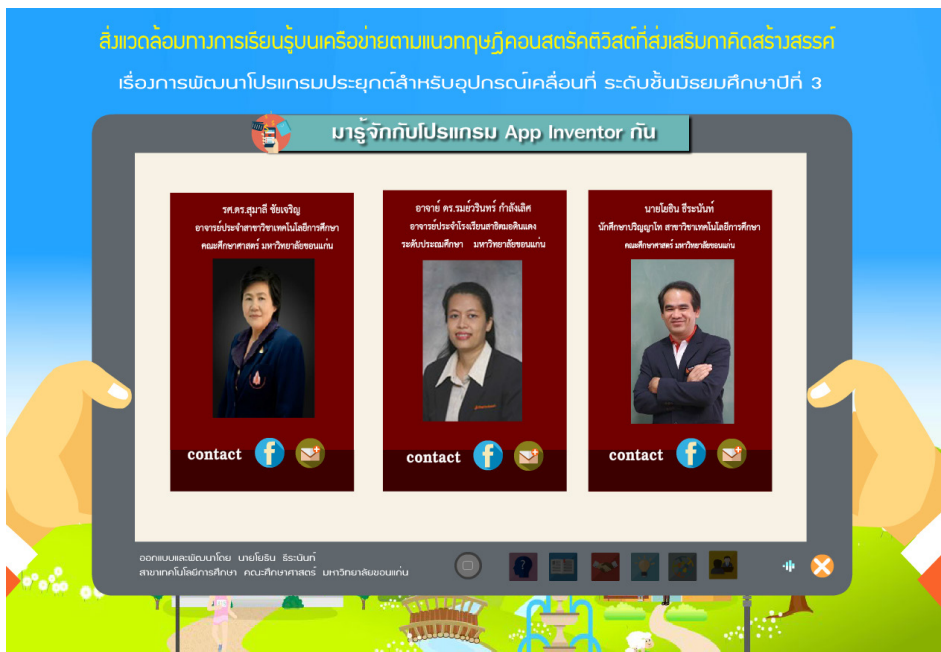 สิ่งแวดล้อมทางการเรียนรู้บนเครือข่ายตามแนวทฤษฎีคอนสตรัคติวิสต์ที่ส่งเสริมกาคิดสร้างสรรค์
เรื่องการพัฒนาโปรแกรมประยุกต์สำหรับอุปกรณ์เคลื่อนที่ ระดับชั้นมัธยมศึกษาปีที่ 3
มารู้จักกับโปรแกรม App Inventor กัน
รศ.ดร.สุมาลี ชัยเจริญ
อาจารย์ประจำสาขาวิชาเทคโนโลยีการศึกษา
คณะศึกษาศาสตร์ มหาวิทยาลัยขอนแก่น
contact
อาจาย์ ดร.รมย์วรินทร์ กำลังเลิศ
อาจารย์ประจำโรงเรียนสาธิตมอดินแดง
ระดับประถมศึกษา มหาวิทยาลัยขอนแก่น
contact
นายโยธิน ธีระนันท์
นักศึกษาปริญญาโท สาขาวิชาเทคโนโลยีการศึกษา
คณะศึกษาศาสตร์ มหาวิทยาลัยขอนแก่น
contact
ออกแบบและพัฒนาโดย นายโยธิน ธีระนันท์
สาขาเทคโนโลยีการศึกษา คณะศึกษาศาสตร์ มหาวิทยาลัยขอนแก่น